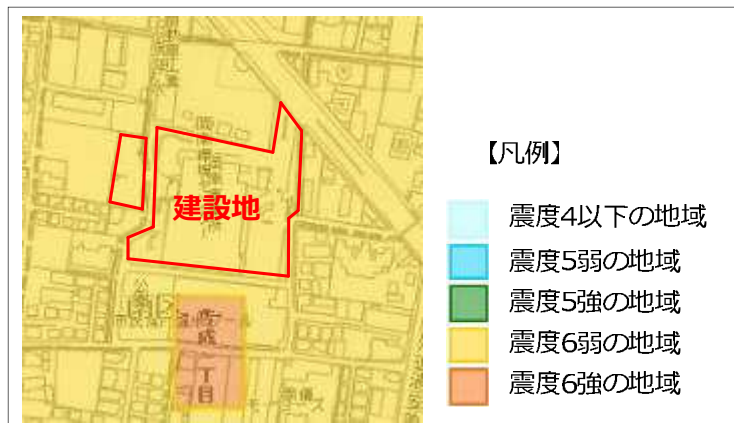 建設地
丁目
【凡例】
震度4以下の地域
震度5弱の地域
震度5強の地域
震度6弱の地域
震度6強の地域